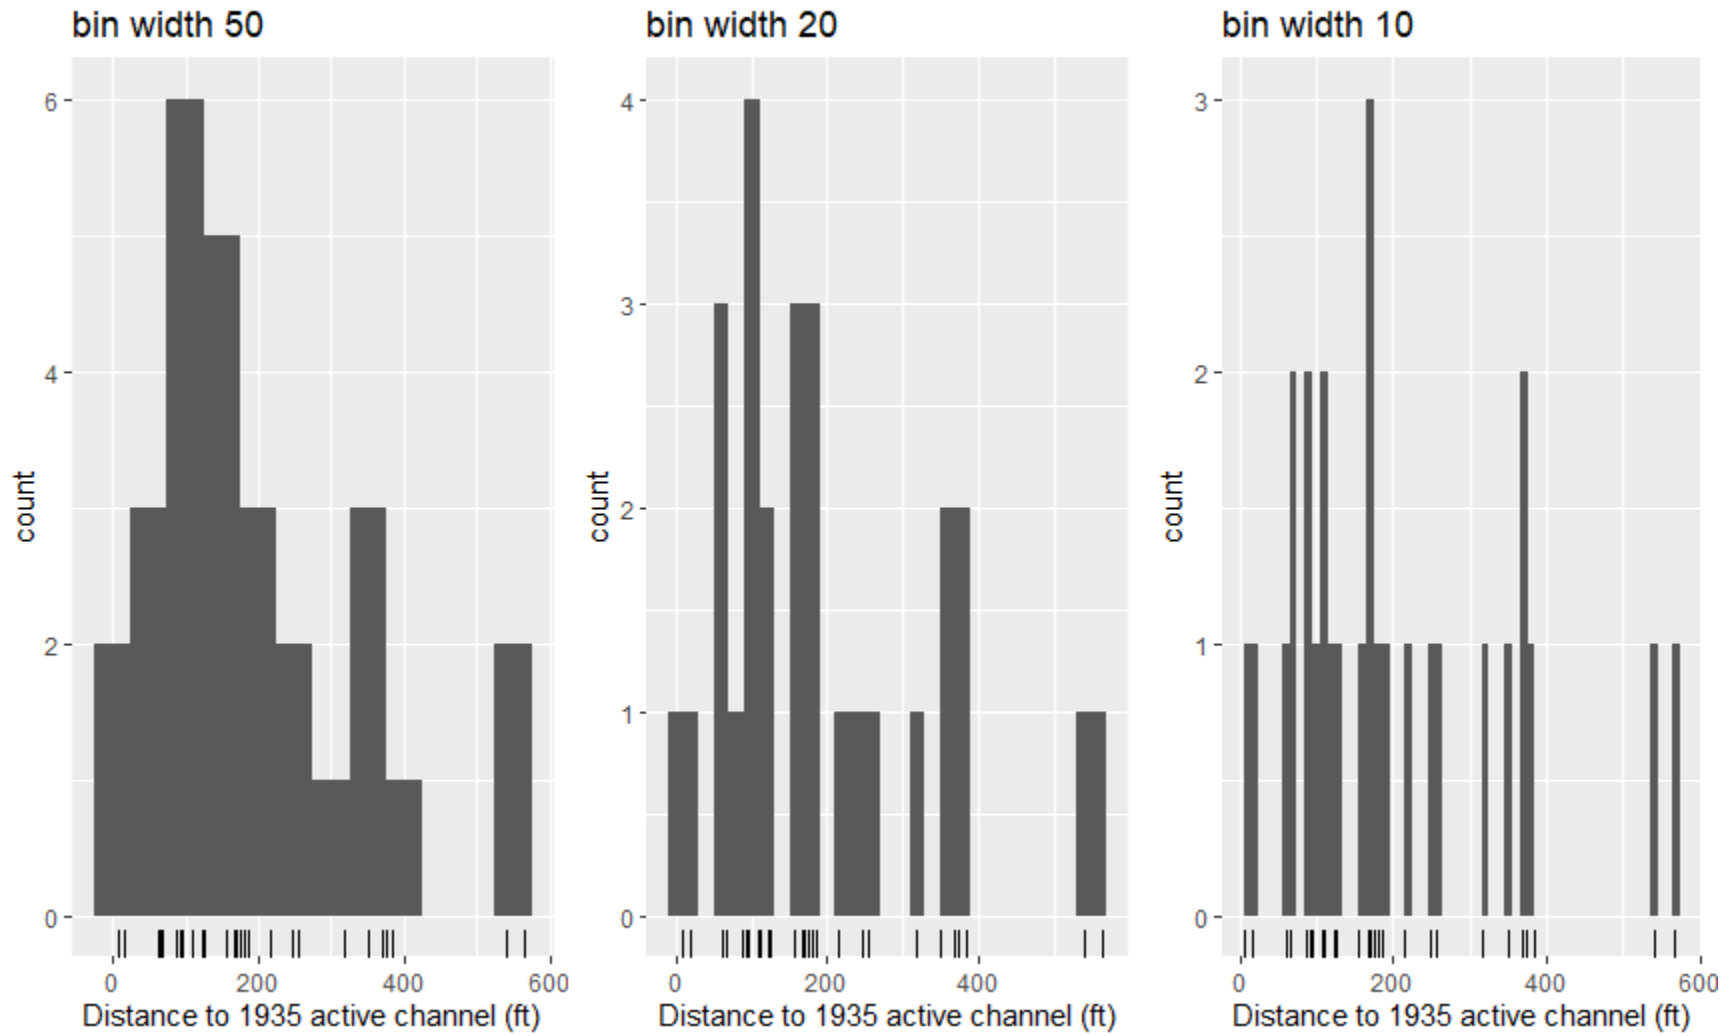 bin width 50
bin width 20
bin width 10
6
4
2
0
count
0
200
400
600
Distance to 1935 active channel (ft)
4
3
2
1
0
count
0
200
400
Distance to 1935 active channel (ft)
3
2
1
0
count
0
200
400
600
Distance to 1935 active channel (ft)